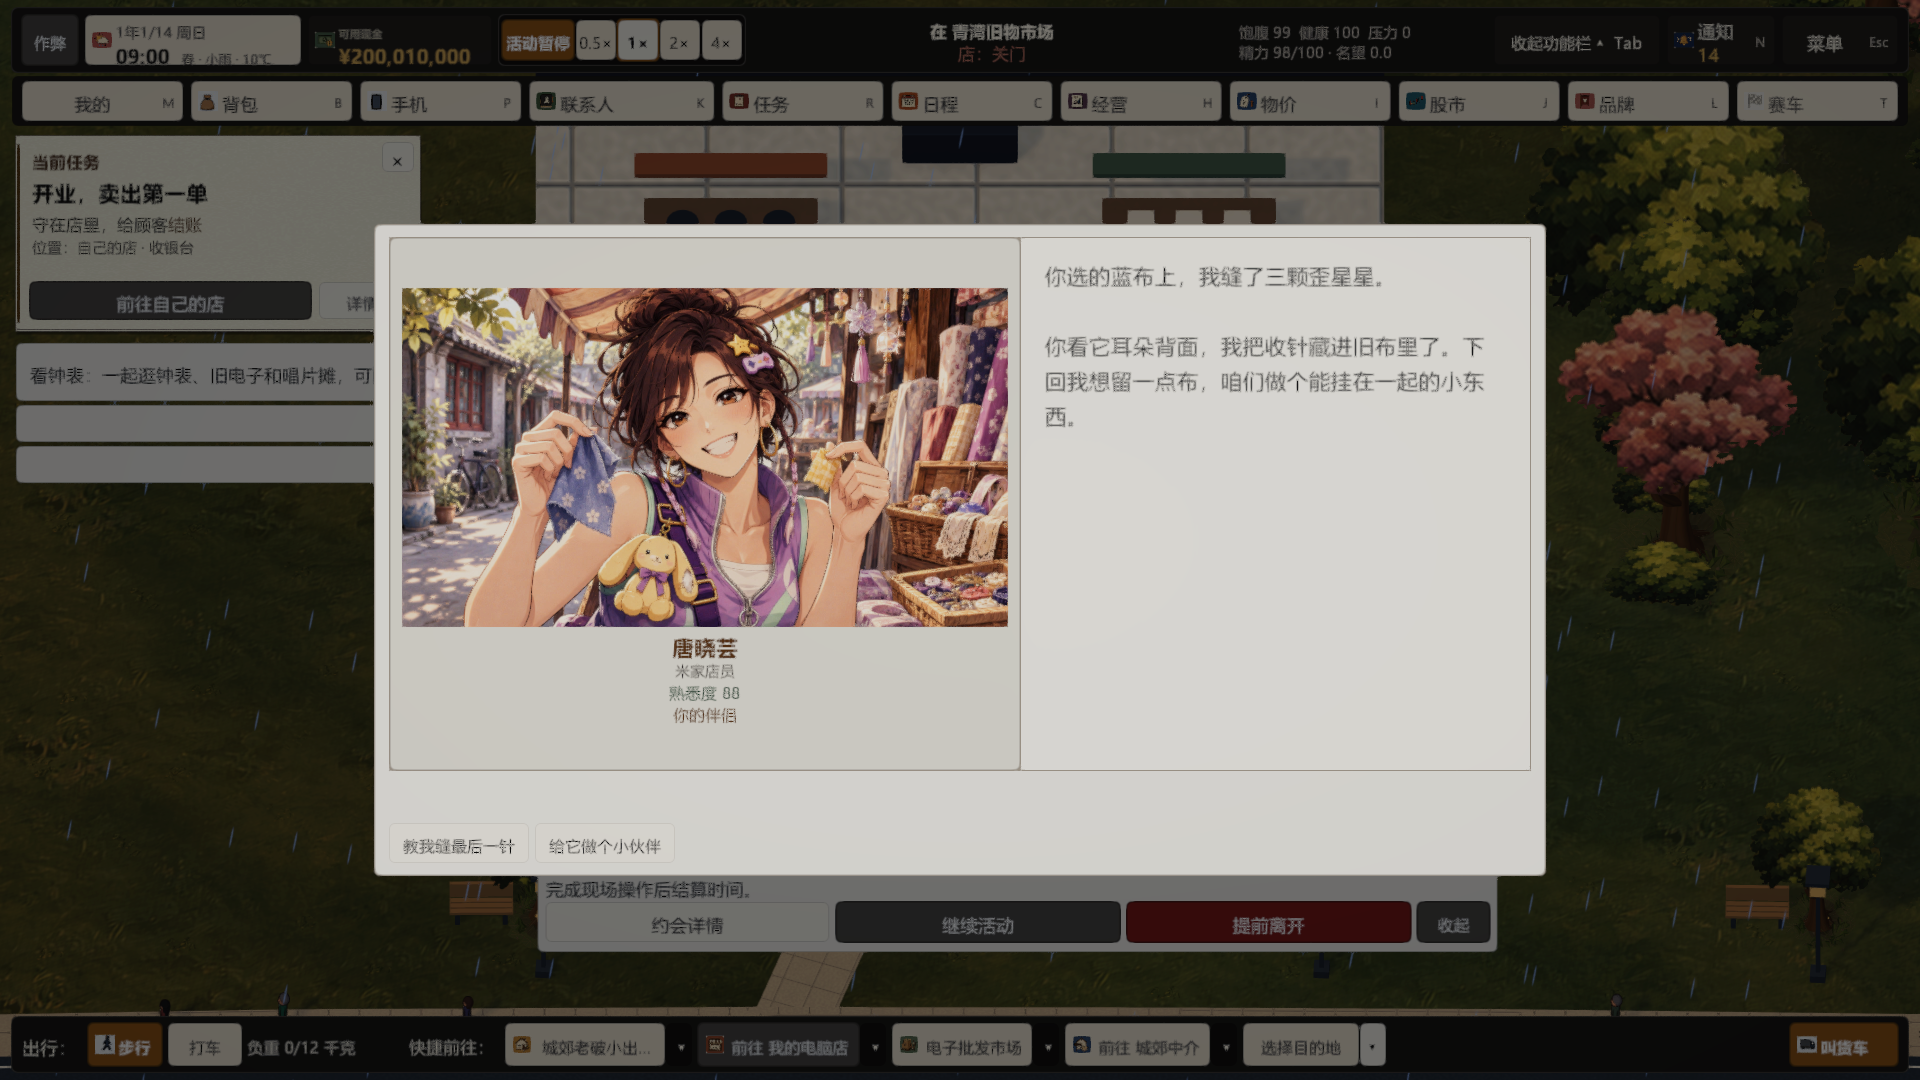 作弊
1年1/14 周日
09:00 春·小雨·10℃
可用现金
¥200,010,000
活动暂停 0.5× 1× 2× 4×
在 青湾旧物市场
店：关门
饱腹 99 健康 100 压力 0
精力 98/100 · 名望 0.0
收起功能栏 Tab
通知 14 N
菜单 Esc
我的 M
背包 B
手机 P
联系人 K
任务 R
日程 C
经营 H
物价 I
股市 J
品牌 L
赛车 T
当前任务
×
开业，卖出第一单
守在店里，给顾客结账
位置：自己的店 · 收银台
前往自己的店
看钟表：一起逛钟表、旧电子和唱片摊，可
你选的蓝布上，我缝了三颗歪星星。
你看它耳朵背面，我把收针藏进旧布里了。下
回我想留一点布，咱们做个能挂在一起的小东
西。
唐晓芸
米家店员
熟悉度 88
你的伴侣
教我缝最后一针
给它做个小伙伴
完成现场操作后结算时间。
约会详情
继续活动
提前离开
收起
出行：
步行
打车
负重 0/12 千克
快捷前往：
城郊老破小出...
前往 我的电脑店
电子批发市场
前往 城郊中介
选择目的地
叫货车